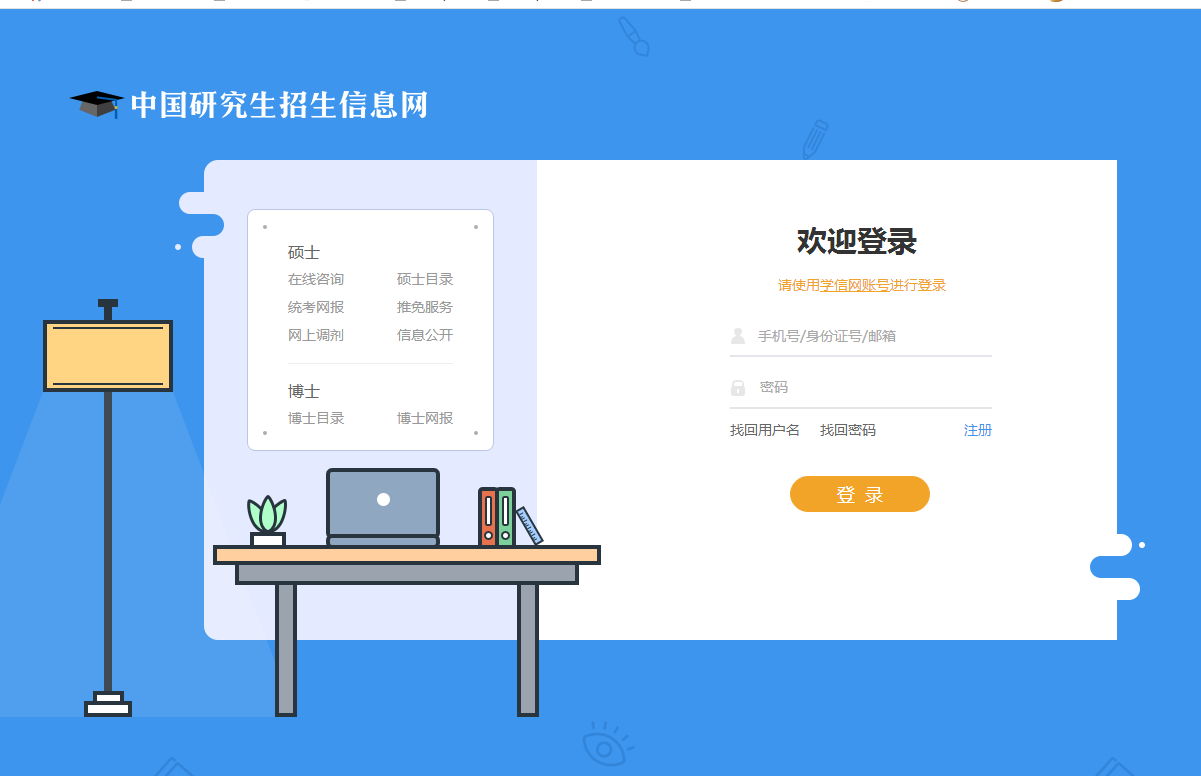 中国研究生招生信息网
硕士
在线咨询 硕士目录
统考网报 推免服务
网上调剂 信息公开
博士
博士目录 博士网报
欢迎登录
请使用学信网账号进行登录
手机号/身份证号/邮箱
密码
找回用户名 找回密码 注册
登 录